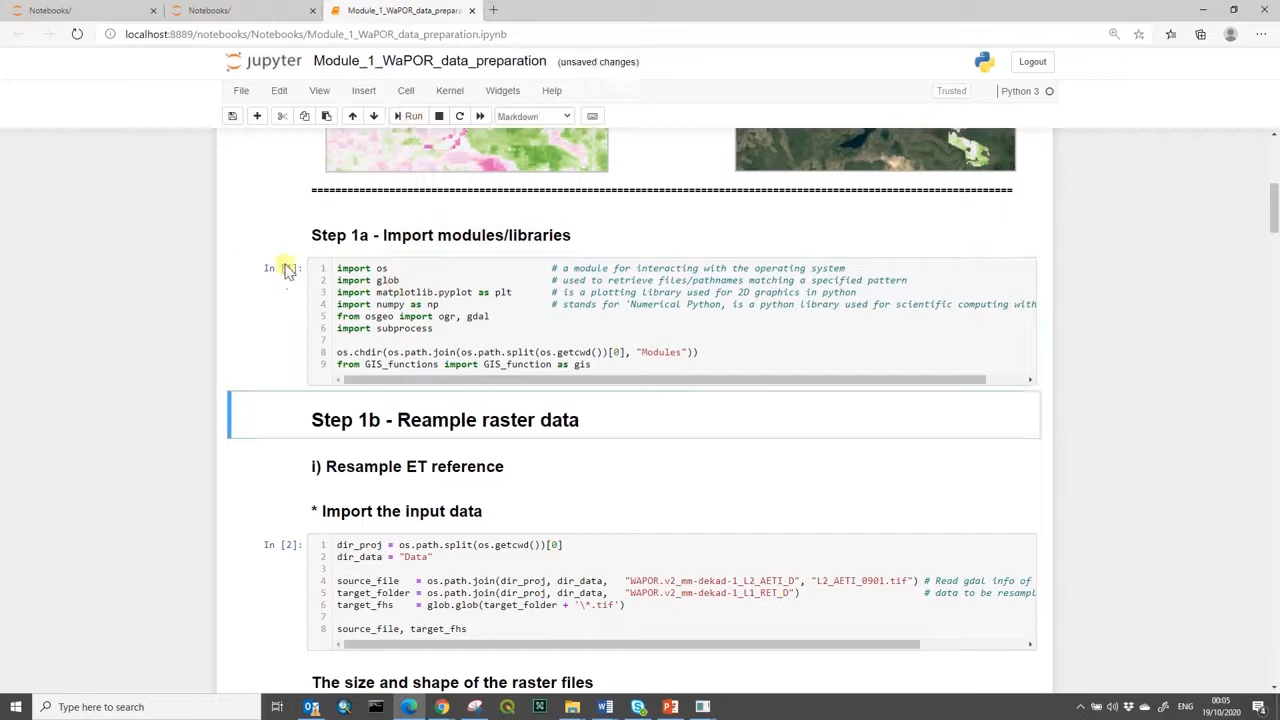 Notebooks/
Notebooks/
Module_1_WaPOR_data_prepara
localhost:8889/notebooks/Notebooks/Module_1_WaPOR_data_preparation.ipynb
jupyter Module_1_WaPOR_data_preparation (unsaved changes)
Logout
File Edit View Insert Cell Kernel Widgets Help
Trusted
Python 3
Run
Markdown
=====================================================================================================================
Step 1a - Import modules/libraries
1 import os # a module for interacting with the operating system
2 import glob # used to retrieve files/pathnames matching a specified pattern
3 import matplotlib.pyplot as plt # is a plotting library used for 2D graphics in python
4 import numpy as np # stands for 'Numerical Python, is a python library used for scientific computing with
5 from osgeo import ogr, gdal
6 import subprocess
7
8 os.chdir(os.path.join(os.path.split(os.getcwd())[0], "Modules"))
9 from GIS_functions import GIS_function as gis
Step 1b - Reample raster data
i) Resample ET reference
* Import the input data
In [2]:
1 dir_proj = os.path.split(os.getcwd())[0]
2 dir_data = "Data"
3
4 source_file = os.path.join(dir_proj, dir_data, "WAPOR.v2_mm-dekad-1_L2_AETI_D", "L2_AETI_0901.tif") # Read gdal info of
5 target_folder = os.path.join(dir_proj, dir_data, "WAPOR.v2_mm-dekad-1_L1_RET_D") # data to be resampl
6 target_fhs = glob.glob(target_folder + '\*.tif')
7
8 source_file, target_fhs
The size and shape of the raster files
Type here to search
ENG
00:05
19/10/2020